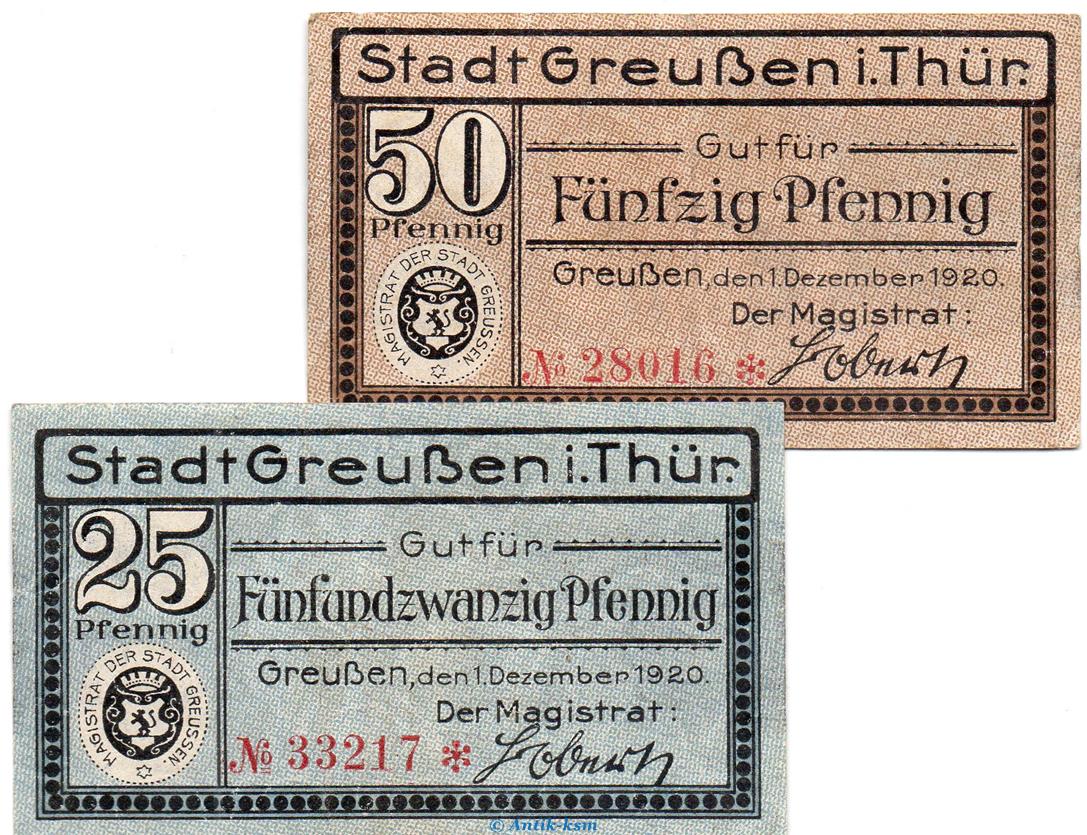 Stadt Greußen i. Thür.
50
Pfennig
MAGISTRAT DER STADT GREUSSEN.
Gut für
Fünfzig Pfennig
Greußen, den 1. Dezember 1920.
Der Magistrat:
№ 28016 *
Stadt Greußen i. Thür.
25
Pfennig
MAGISTRAT DER STADT GREUSSEN.
Gut für
Fünfundzwanzig Pfennig
Greußen, den 1. Dezember 1920.
Der Magistrat:
№ 33217 *
© Antik-ksm